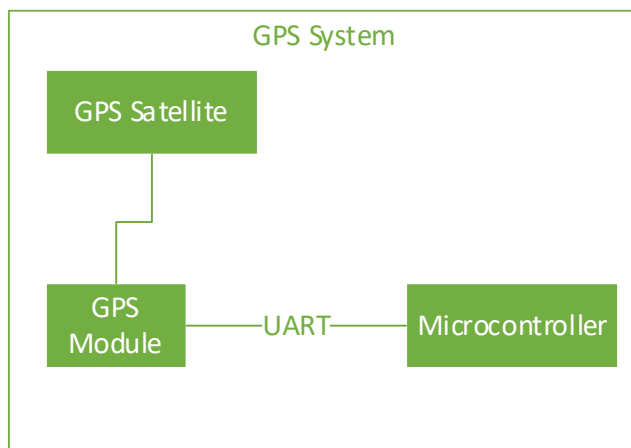 GPS System
GPS Satellite
GPS
Module
UART
Microcontroller